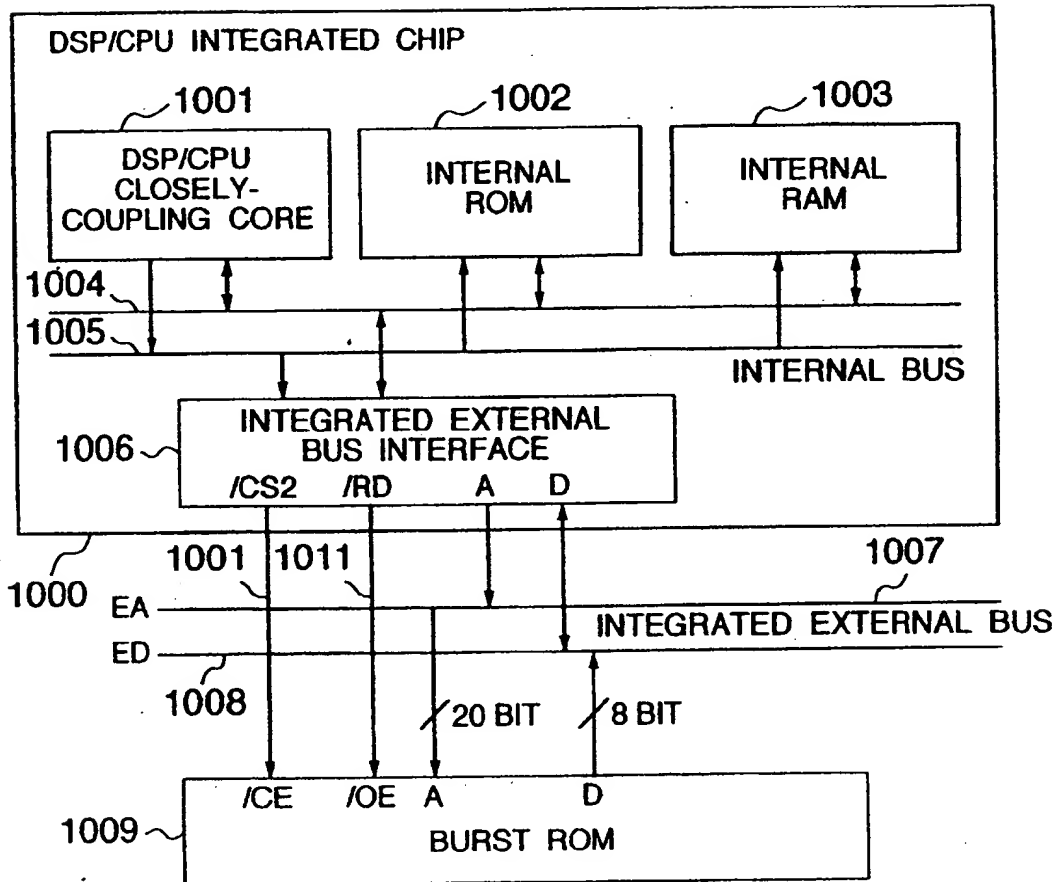 DSP/CPU INTEGRATED CHIP
1001
1002
1003
DSP/CPU
CLOSELY-
COUPLING CORE
INTERNAL
ROM
INTERNAL
RAM
1004
1005
INTERNAL BUS
INTEGRATED EXTERNAL
BUS INTERFACE
1006
/CS2 /RD A D
1000
1001
1011
1007
EA
INTEGRATED EXTERNAL BUS
ED
1008
20 BIT
8 BIT
/CE /OE A D
1009
BURST ROM